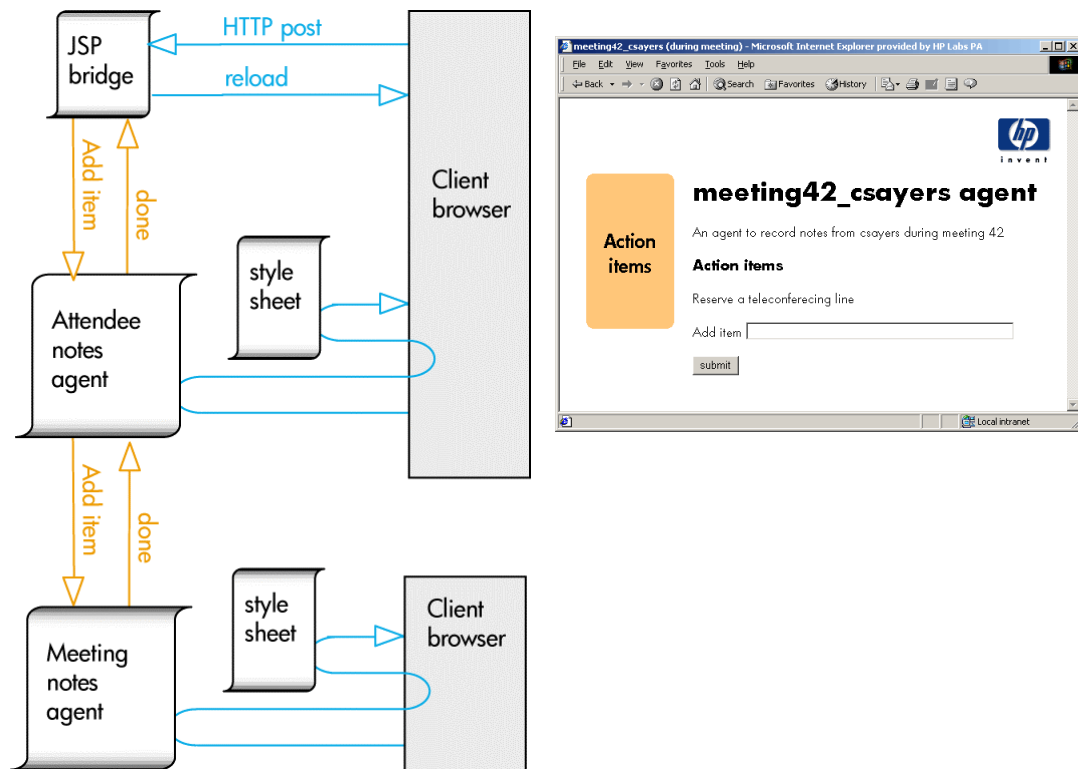 JSP
bridge
HTTP post
reload
Add item
done
Client
browser
style
sheet
Attendee
notes
agent
Add item
done
style
sheet
Client
browser
Meeting
notes
agent
meeting42_csayers (during meeting) - Microsoft Internet Explorer provided by HP Labs PA
File Edit View Favorites Tools Help
Back Search Favorites History
hp
invent
Action
items
meeting42_csayers agent
An agent to record notes from csayers during meeting 42
Action items
Reserve a teleconferecing line
Add item
submit
Local intranet